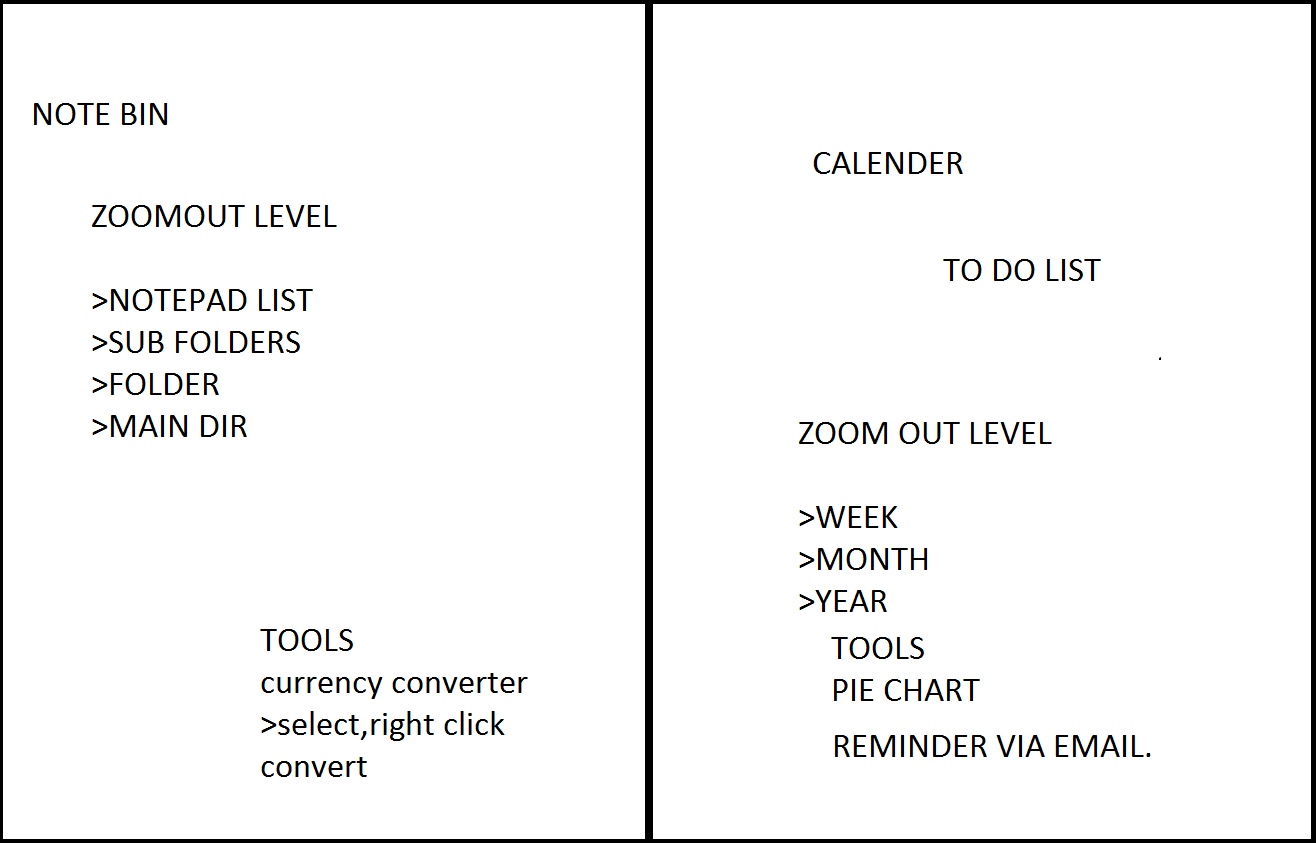 NOTE BIN
ZOOMOUT LEVEL
>NOTEPAD LIST
>SUB FOLDERS
>FOLDER
>MAIN DIR
TOOLS
currency converter
>select,right click
convert
CALENDER
TO DO LIST
ZOOM OUT LEVEL
>WEEK
>MONTH
>YEAR
TOOLS
PIE CHART
REMINDER VIA EMAIL.